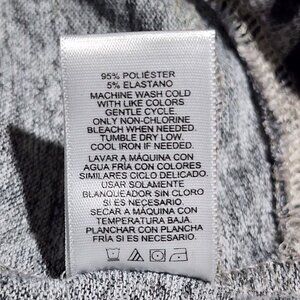 95% POLIÉSTER
5% ELASTANO
MACHINE WASH COLD
WITH LIKE COLORS
GENTLE CYCLE.
ONLY NON-CHLORINE
BLEACH WHEN NEEDED.
TUMBLE DRY LOW.
COOL IRON IF NEEDED.
LAVAR A MÁQUINA CON
AGUA FRÍA CON COLORES
SIMILARES CICLO DELICADO.
USAR SOLAMENTE
BLANQUEADOR SIN CLORO
SI ES NECESARIO.
SECAR A MÁQUINA CON
TEMPERATURA BAJA.
PLANCHAR CON PLANCHA
FRÍA SI ES NECESARIO.